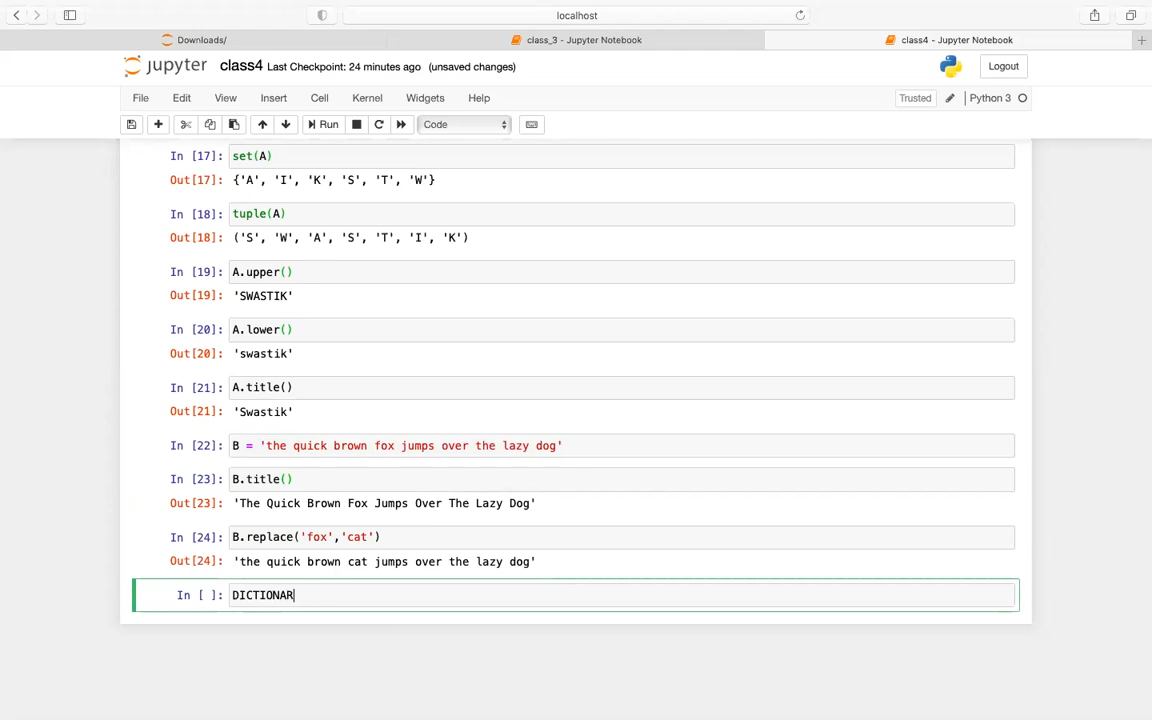 localhost
Downloads/
class_3 - Jupyter Notebook
class4 - Jupyter Notebook
jupyter class4 Last Checkpoint: 24 minutes ago (unsaved changes)
Logout
File Edit View Insert Cell Kernel Widgets Help
Trusted
Python 3
Run
Code
In [17]: set(A)
Out[17]: {'A', 'I', 'K', 'S', 'T', 'W'}
In [18]: tuple(A)
Out[18]: ('S', 'W', 'A', 'S', 'T', 'I', 'K')
In [19]: A.upper()
Out[19]: 'SWASTIK'
In [20]: A.lower()
Out[20]: 'swastik'
In [21]: A.title()
Out[21]: 'Swastik'
In [22]: B = 'the quick brown fox jumps over the lazy dog'
In [23]: B.title()
Out[23]: 'The Quick Brown Fox Jumps Over The Lazy Dog'
In [24]: B.replace('fox','cat')
Out[24]: 'the quick brown cat jumps over the lazy dog'
In [ ]: DICTIONAR